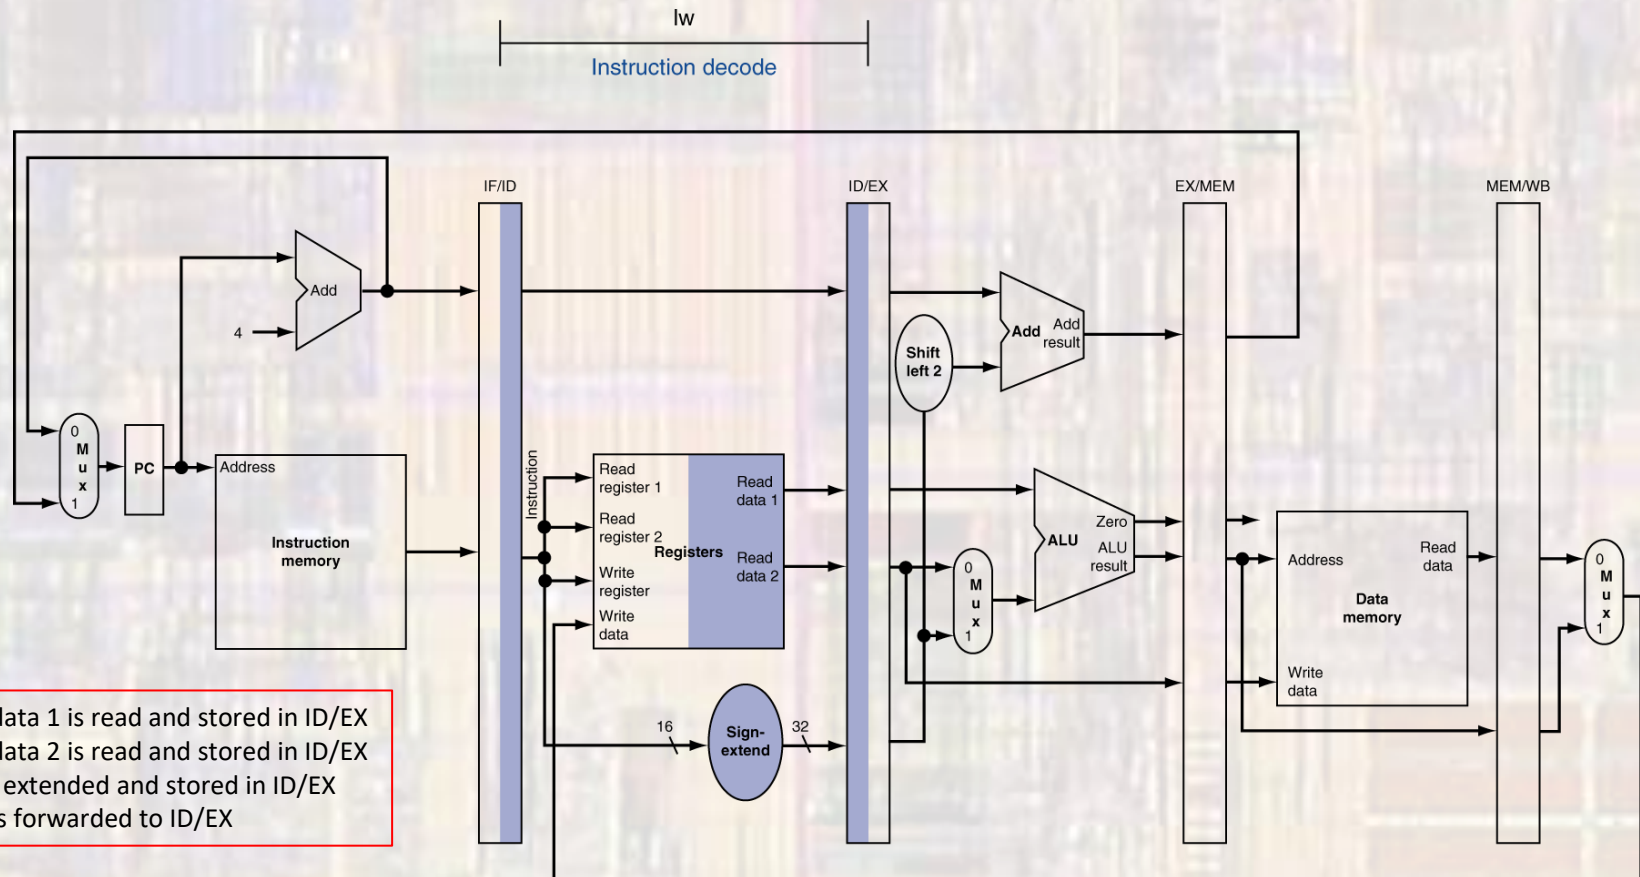 lw
Instruction decode
IF/ID
ID/EX
EX/MEM
MEM/WB
Add
4
Add
Add
result
Shift
left 2
0
M
u
x
1
PC
Address
Instruction
memory
Instruction
Read
register 1
Read
register 2
Write
register
Write
data
Registers
Read
data 1
Read
data 2
16
Sign-
extend
32
0
M
u
x
1
Zero
ALU
ALU
result
Address
Read
data
Data
memory
Write
data
0
M
u
x
1
data 1 is read and stored in ID/EX
data 2 is read and stored in ID/EX
extended and stored in ID/EX
s forwarded to ID/EX